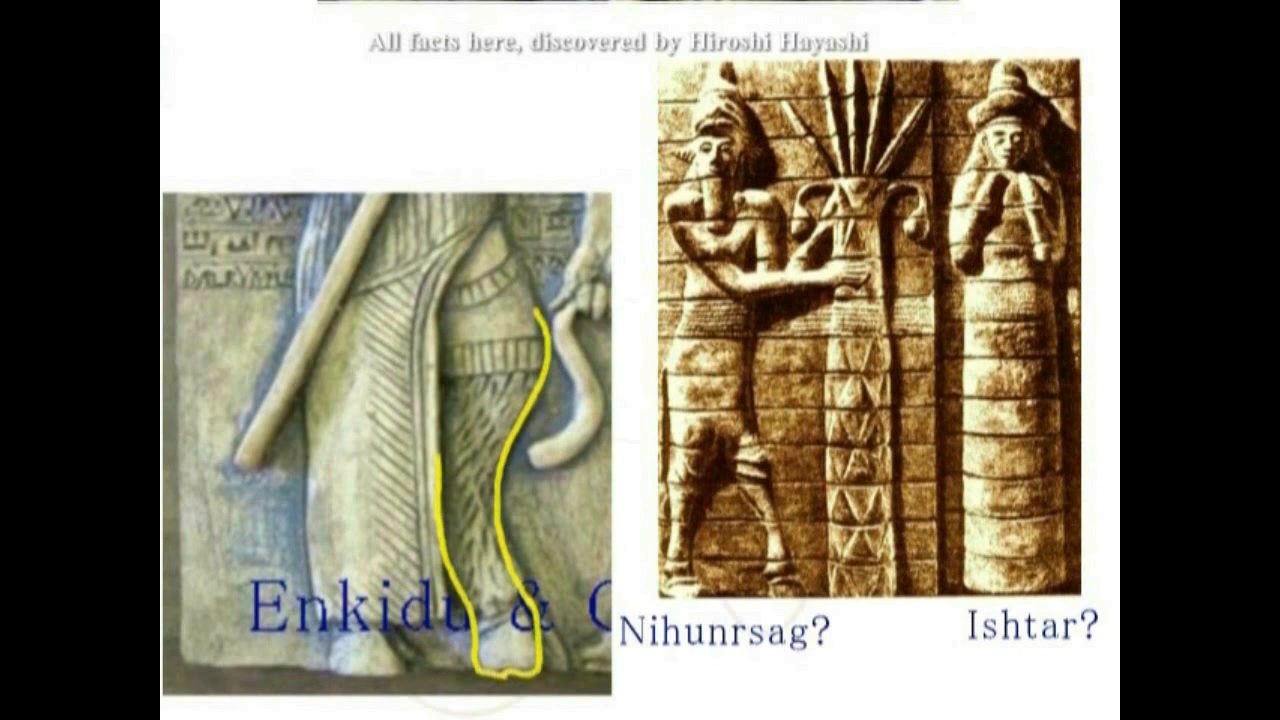 All facts here, discovered by Hiroshi Hayashi
Enkidu &
Nihunrsag?
Ishtar?